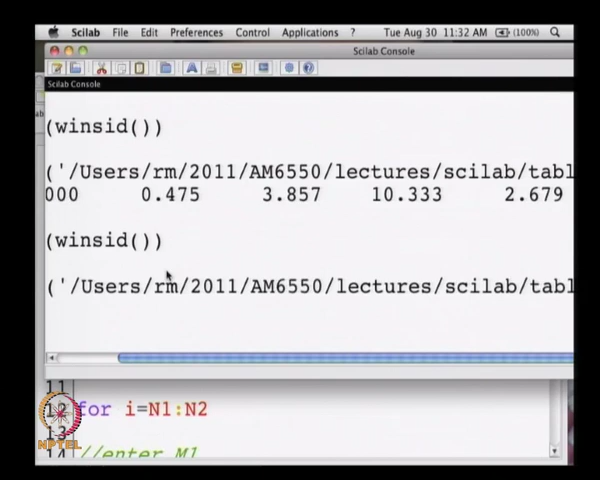 Scilab File Edit Preferences Control Applications ? Tue Aug 30 11:32 AM (100%)
Scilab Console
Scilab Console
(winsid())
('/Users/rm/2011/AM6550/lectures/scilab/tabl
000 0.475 3.857 10.333 2.679
(winsid())
('/Users/rm/2011/AM6550/lectures/scilab/tabl
11
12 for i=N1:N2
13
14 //enter M1
NPTEL